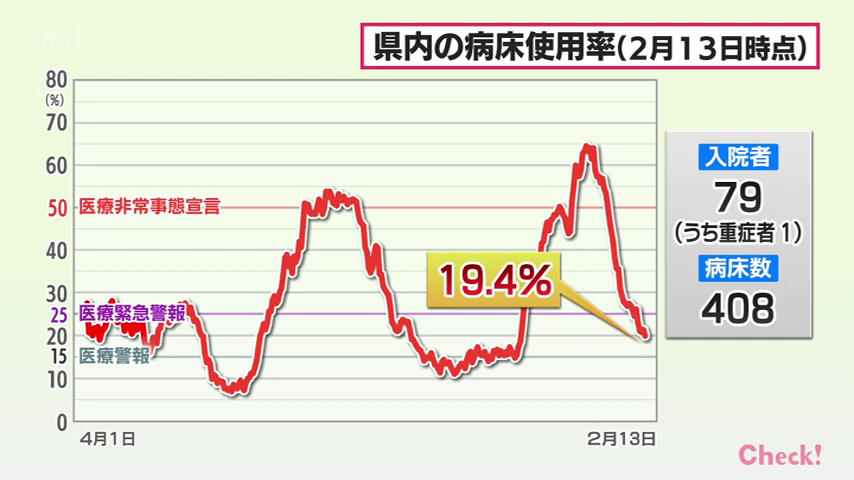 mrt
県内の病床使用率(2月13日時点)
80
(%)
70
60
50 医療非常事態宣言
40
30
25 医療緊急警報
20
15 医療警報
10
0
4月1日
2月13日
19.4%
入院者
79
(うち重症者1)
病床数
408
Check!